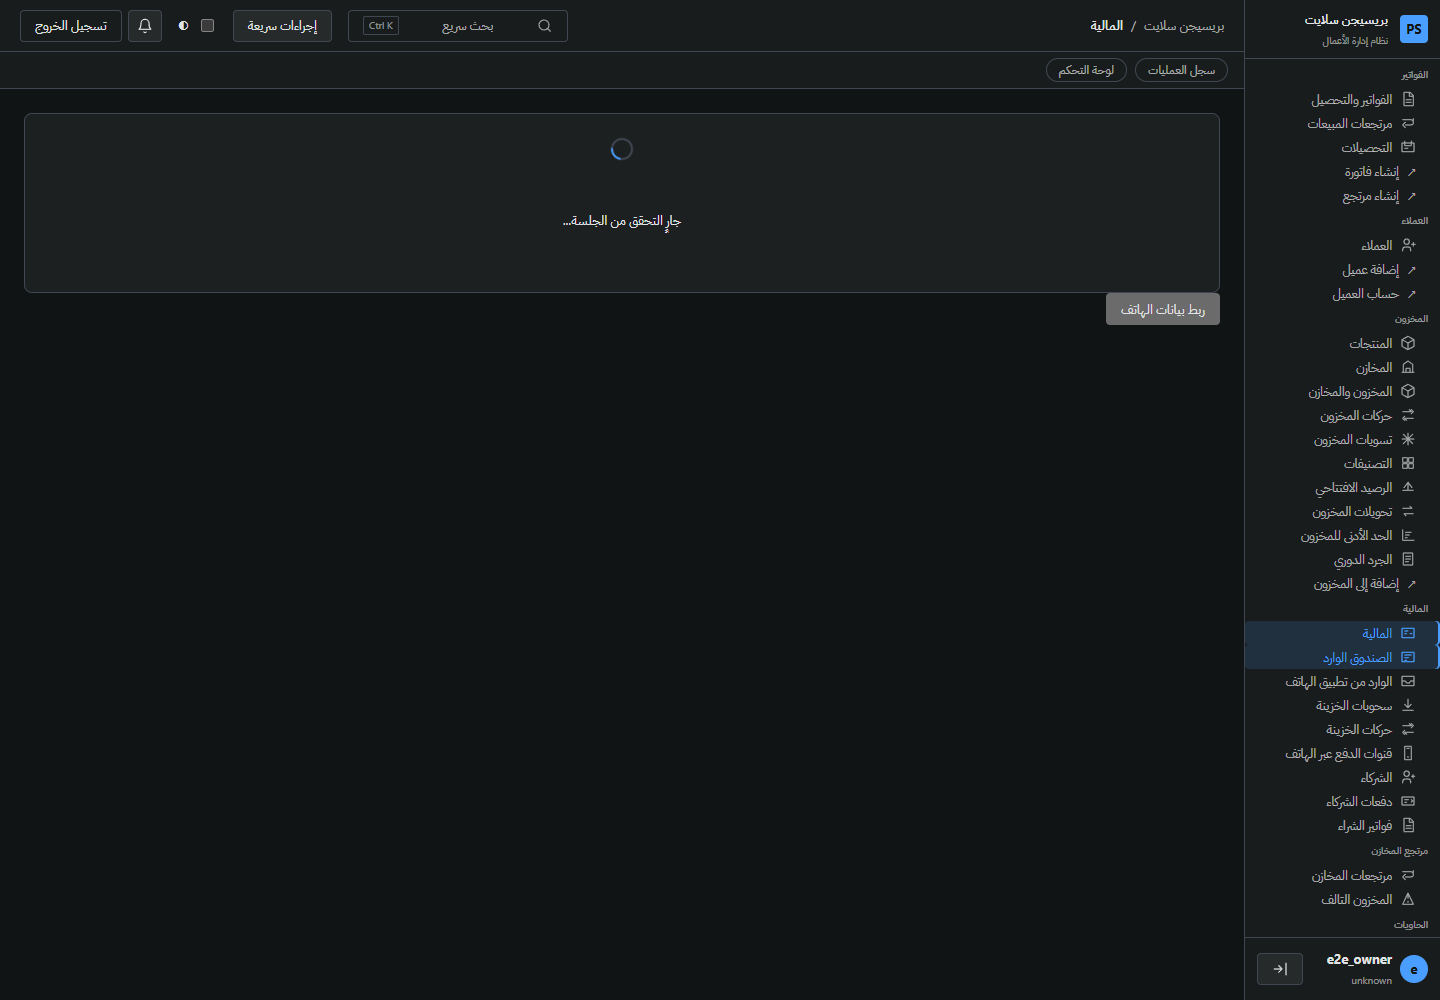 PS
بريسيجن سلايت
نظام إدارة الأعمال
الفواتير
الفواتير والتحصيل
مرتجعات المبيعات
التحصيلات
إنشاء فاتورة
إنشاء مرتجع
العملاء
العملاء
إضافة عميل
حساب العميل
المخزون
المنتجات
المخازن
المخزون والمخازن
حركات المخزون
تسويات المخزون
التصنيفات
الرصيد الافتتاحي
تحويلات المخزون
الحد الأدنى للمخزون
الجرد الدوري
إضافة إلى المخزون
المالية
المالية
الصندوق الوارد
الوارد من تطبيق الهاتف
سحوبات الخزينة
حركات الخزينة
قنوات الدفع عبر الهاتف
الشركاء
دفعات الشركاء
فواتير الشراء
مرتجع المخازن
مرتجعات المخازن
المخزون التالف
الحاويات
e
e2e_owner
unknown
بريسيجن سلايت / المالية
بحث سريع
Ctrl K
إجراءات سريعة
تسجيل الخروج
سجل العمليات
لوحة التحكم
جارٍ التحقق من الجلسة...
ربط بيانات الهاتف